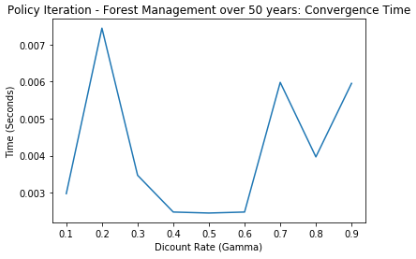 Policy Iteration - Forest Management over 50 years: Convergence Time
0.007
0.006
0.005
0.004
0.003
Time (Seconds)
0.1 0.2 0.3 0.4 0.5 0.6 0.7 0.8 0.9
Dicount Rate (Gamma)